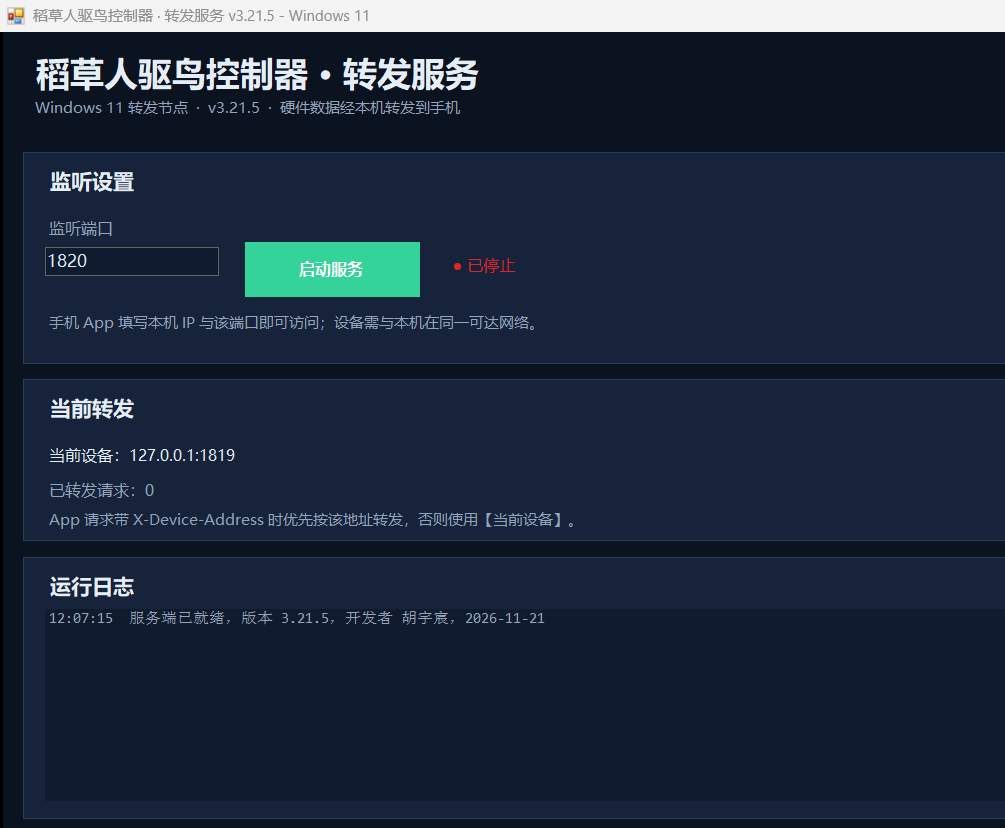 稻草人驱鸟控制器 · 转发服务 v3.21.5 - Windows 11
稻草人驱鸟控制器 • 转发服务
Windows 11 转发节点 · v3.21.5 · 硬件数据经本机转发到手机
监听设置
监听端口
1820
启动服务
● 已停止
手机 App 填写本机 IP 与该端口即可访问；设备需与本机在同一可达网络。
当前转发
当前设备：127.0.0.1:1819
已转发请求：0
App 请求带 X-Device-Address 时优先按该地址转发，否则使用【当前设备】。
运行日志
12:07:15 服务端已就绪，版本 3.21.5，开发者 胡宇宸，2026-11-21